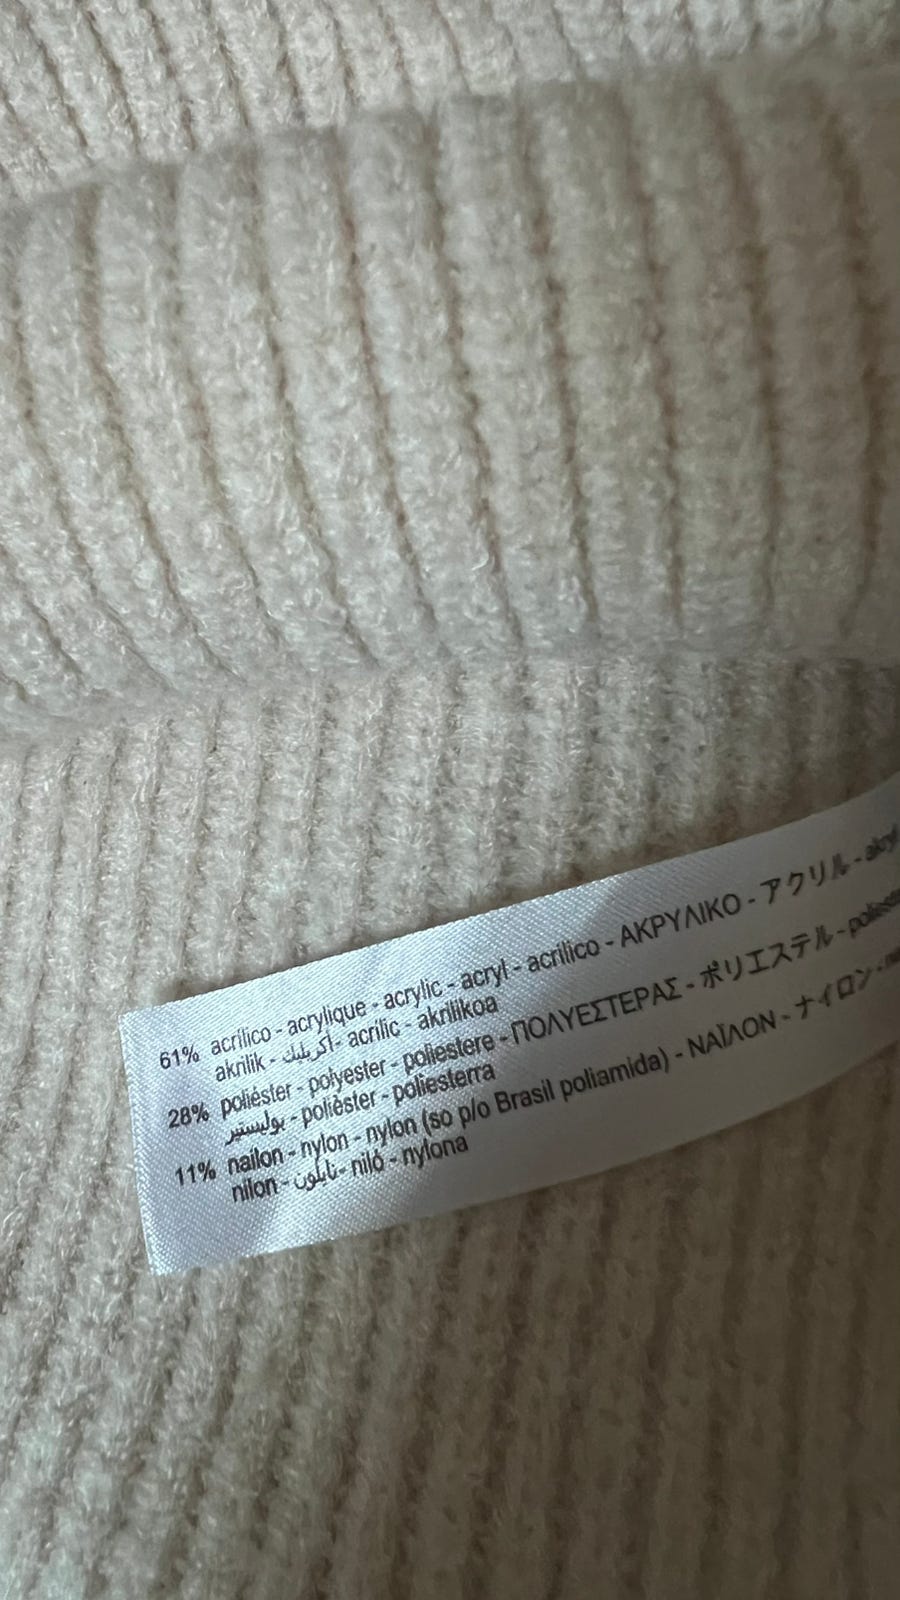 61% acrílico - acrylique - acrylic - acryl - acrilico - ΑΚΡΥΛΙΚΟ - アクリル -
akrilik - اكريليك - acrílic - akrilikoa
28% poliéster - polyester - poliestere - ΠΟΛΥΕΣΤΕΡΑΣ - ポリエステル -
بوليستير - polièster - poliesterra
11% nailon - nylon - nylon (so p/o Brasil poliamida) - ΝΑΪΛΟΝ - ナイロン -
nilon - نايلون - niló - nylona